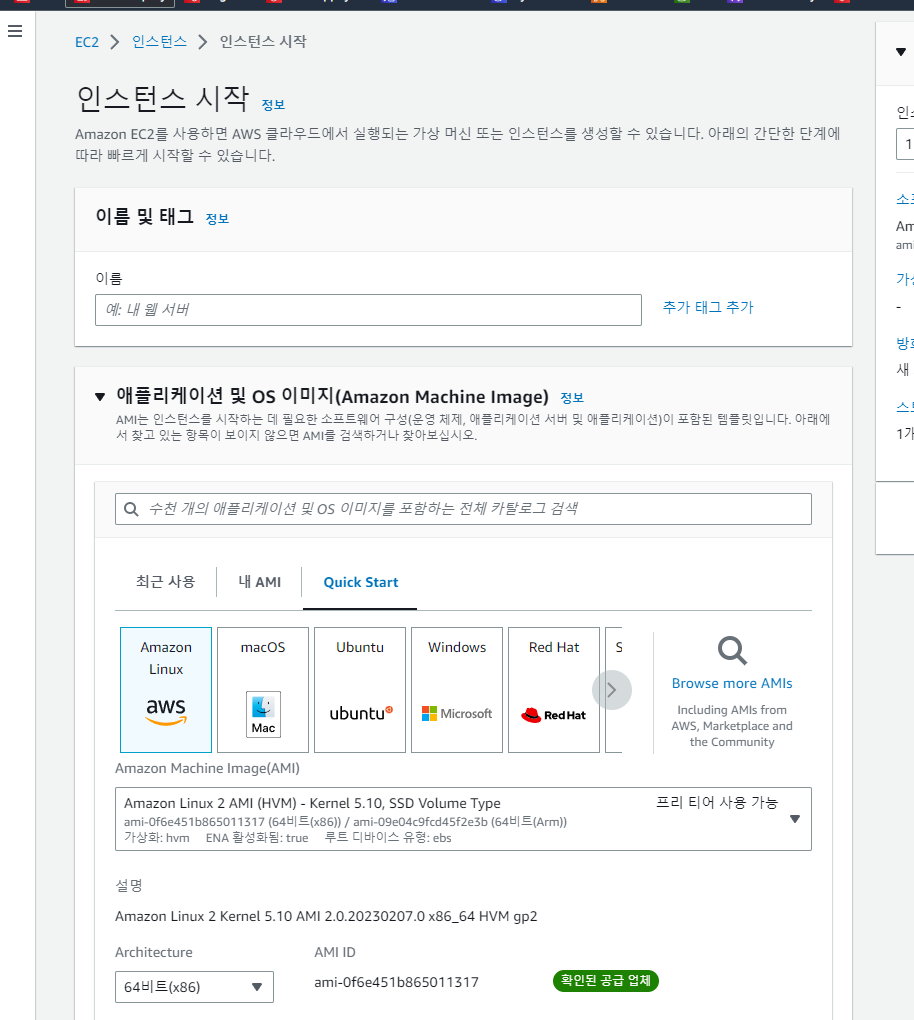 EC2 > 인스턴스 > 인스턴스 시작
인스턴스 시작 정보
Amazon EC2를 사용하면 AWS 클라우드에서 실행되는 가상 머신 또는 인스턴스를 생성할 수 있습니다. 아래의 간단한 단계에
따라 빠르게 시작할 수 있습니다.
이름 및 태그 정보
이름
예: 내 웹 서버
추가 태그 추가
애플리케이션 및 OS 이미지(Amazon Machine Image) 정보
AMI는 인스턴스를 시작하는 데 필요한 소프트웨어 구성(운영 체제, 애플리케이션 서버 및 애플리케이션)이 포함된 템플릿입니다. 아래에
서 찾고 있는 항목이 보이지 않으면 AMI를 검색하거나 찾아보십시오.
수천 개의 애플리케이션 및 OS 이미지를 포함하는 전체 카탈로그 검색
최근 사용
내 AMI
Quick Start
Amazon
Linux
aws
macOS
Mac
Ubuntu
ubuntu
Windows
Microsoft
Red Hat
RedHat
S
Browse more AMIs
Including AMIs from
AWS, Marketplace and
the Community
Amazon Machine Image(AMI)
Amazon Linux 2 AMI (HVM) - Kernel 5.10, SSD Volume Type
프리 티어 사용 가능
ami-0f6e451b865011317 (64비트(x86)) / ami-09e04c9fcd45f2e3b (64비트(Arm))
가상화: hvm ENA 활성화됨: true 루트 디바이스 유형: ebs
설명
Amazon Linux 2 Kernel 5.10 AMI 2.0.20230207.0 x86_64 HVM gp2
Architecture
64비트(x86)
AMI ID
ami-0f6e451b865011317
확인된 공급 업체
1
-
새
1개